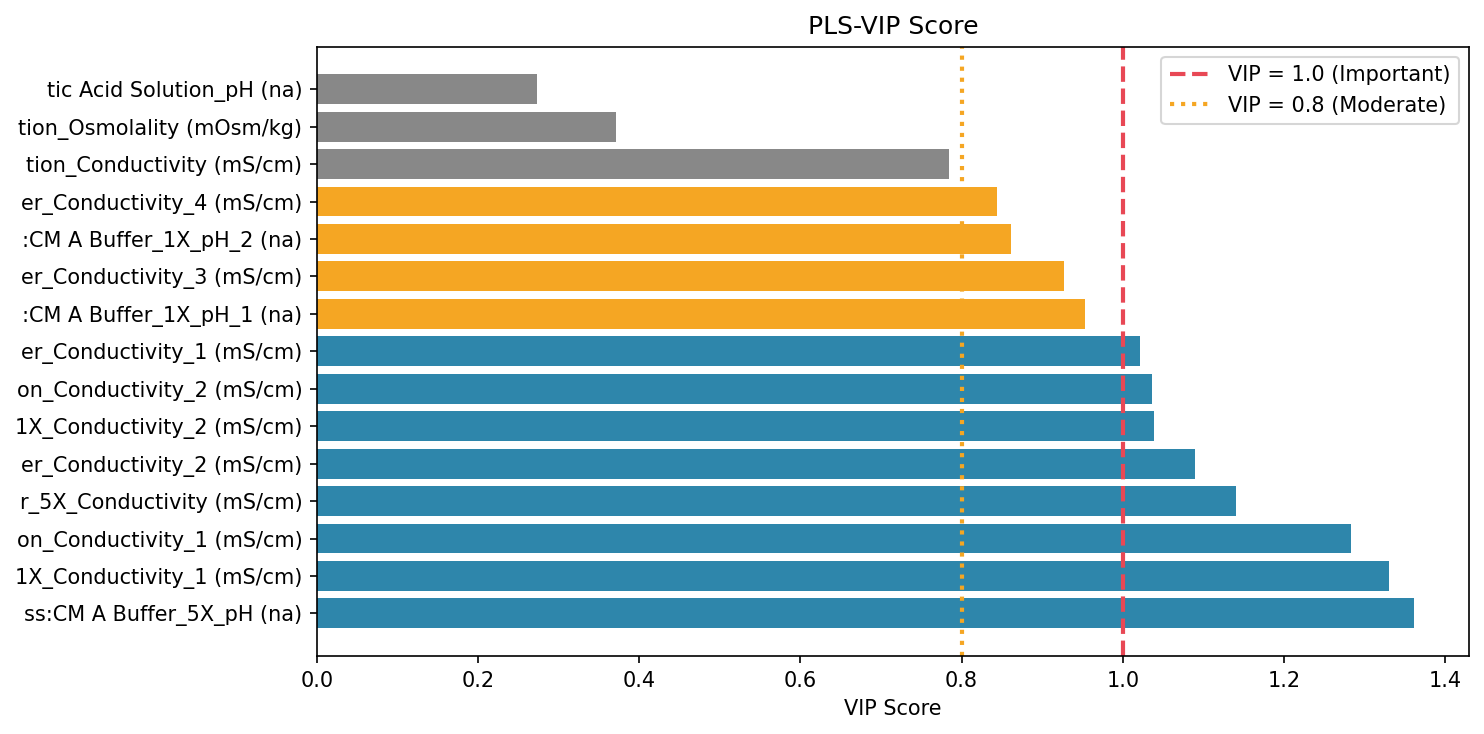 PLS-VIP Score
VIP = 1.0 (Important)
VIP = 0.8 (Moderate)
tic Acid Solution_pH (na)
tion_Osmolality (mOsm/kg)
tion_Conductivity (mS/cm)
er_Conductivity_4 (mS/cm)
:CM A Buffer_1X_pH_2 (na)
er_Conductivity_3 (mS/cm)
:CM A Buffer_1X_pH_1 (na)
er_Conductivity_1 (mS/cm)
on_Conductivity_2 (mS/cm)
1X_Conductivity_2 (mS/cm)
er_Conductivity_2 (mS/cm)
r_5X_Conductivity (mS/cm)
on_Conductivity_1 (mS/cm)
1X_Conductivity_1 (mS/cm)
ss:CM A Buffer_5X_pH (na)
0.0 0.2 0.4 0.6 0.8 1.0 1.2 1.4
VIP Score